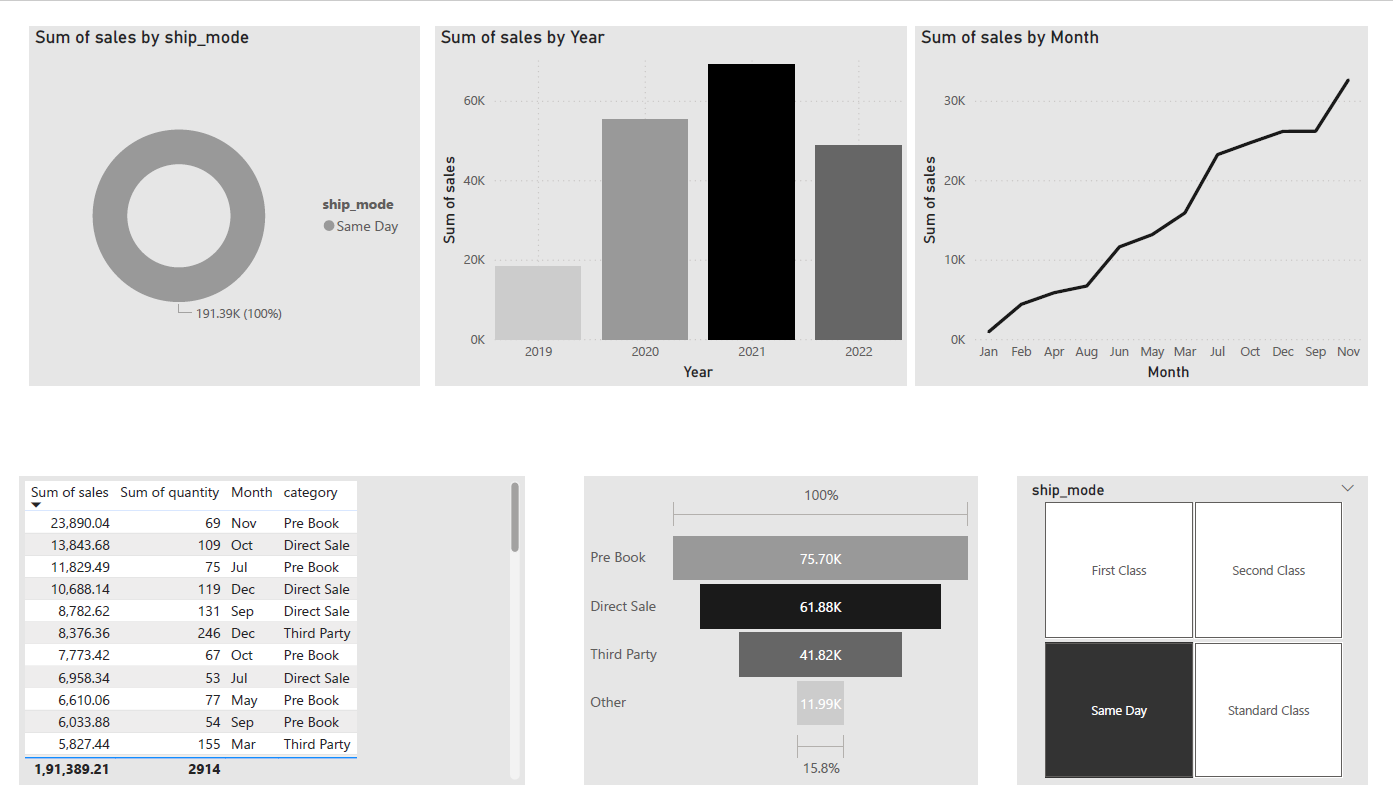 Sum of sales by ship_mode
ship_mode
Same Day
191.39K (100%)
Sum of sales by Year
Sum of sales
60K
40K
20K
0K
2019 2020 2021 2022
Year
Sum of sales by Month
Sum of sales
30K
20K
10K
0K
Jan Feb Apr Aug Jun May Mar Jul Oct Dec Sep Nov
Month
Sum of sales Sum of quantity Month category
23,890.04 69 Nov Pre Book
13,843.68 109 Oct Direct Sale
11,829.49 75 Jul Pre Book
10,688.14 119 Dec Direct Sale
8,782.62 131 Sep Direct Sale
8,376.36 246 Dec Third Party
7,773.42 67 Oct Pre Book
6,958.34 53 Jul Direct Sale
6,610.06 77 May Pre Book
6,033.88 54 Sep Pre Book
5,827.44 155 Mar Third Party
1,91,389.21 2914
100%
Pre Book 75.70K
Direct Sale 61.88K
Third Party 41.82K
Other 11.99K
15.8%
ship_mode
First Class Second Class
Same Day Standard Class